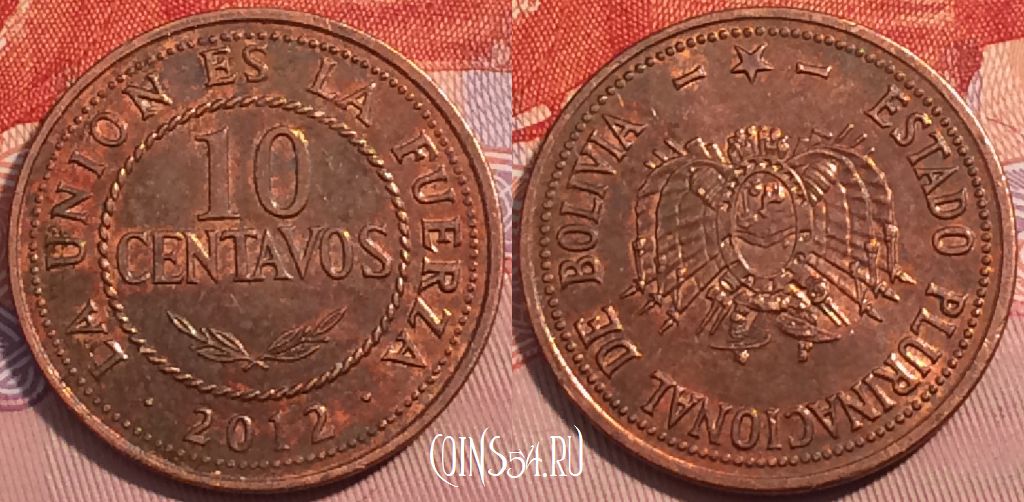 LA UNION ES LA FUERZA
10
CENTAVOS
· 2012 ·
ESTADO PLURINACIONAL DE BOLIVIA
COINS54.RU